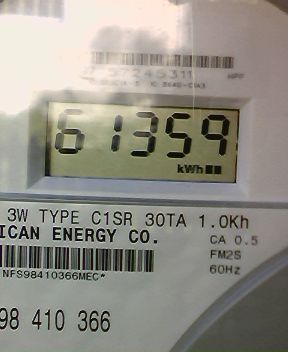 57245311
61359
kWh
3W TYPE C1SR 30TA 1.0Kh
ICAN ENERGY CO.
CA 0.5
FM2S
NFS98410366MEC*
60Hz
98 410 366